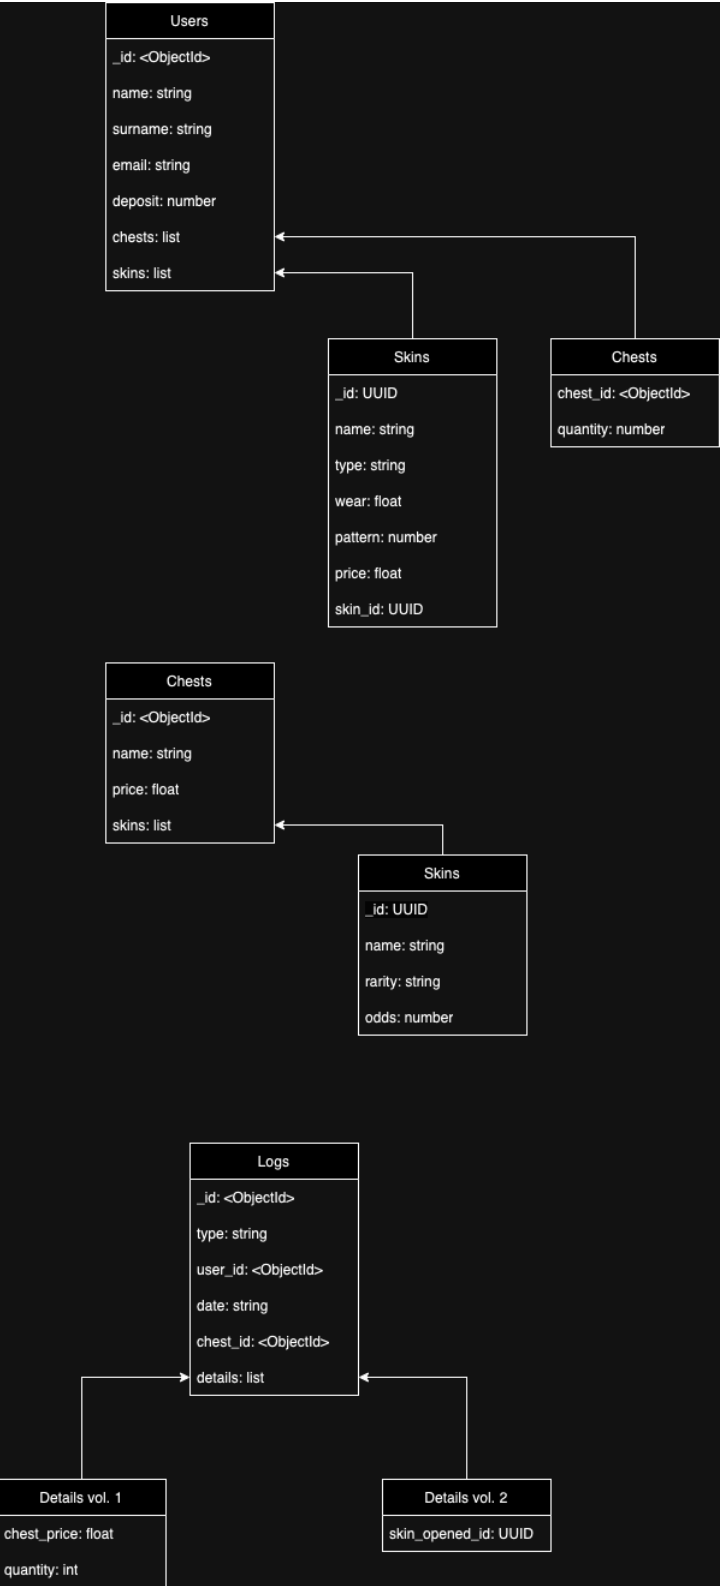 Users
_id: <ObjectId>
name: string
surname: string
email: string
deposit: number
chests: list
skins: list
Skins
_id: UUID
name: string
type: string
wear: float
pattern: number
price: float
skin_id: UUID
Chests
chest_id: <ObjectId>
quantity: number
Chests
_id: <ObjectId>
name: string
price: float
skins: list
Skins
_id: UUID
name: string
rarity: string
odds: number
Logs
_id: <ObjectId>
type: string
user_id: <ObjectId>
date: string
chest_id: <ObjectId>
details: list
Details vol. 1
chest_price: float
quantity: int
Details vol. 2
skin_opened_id: UUID